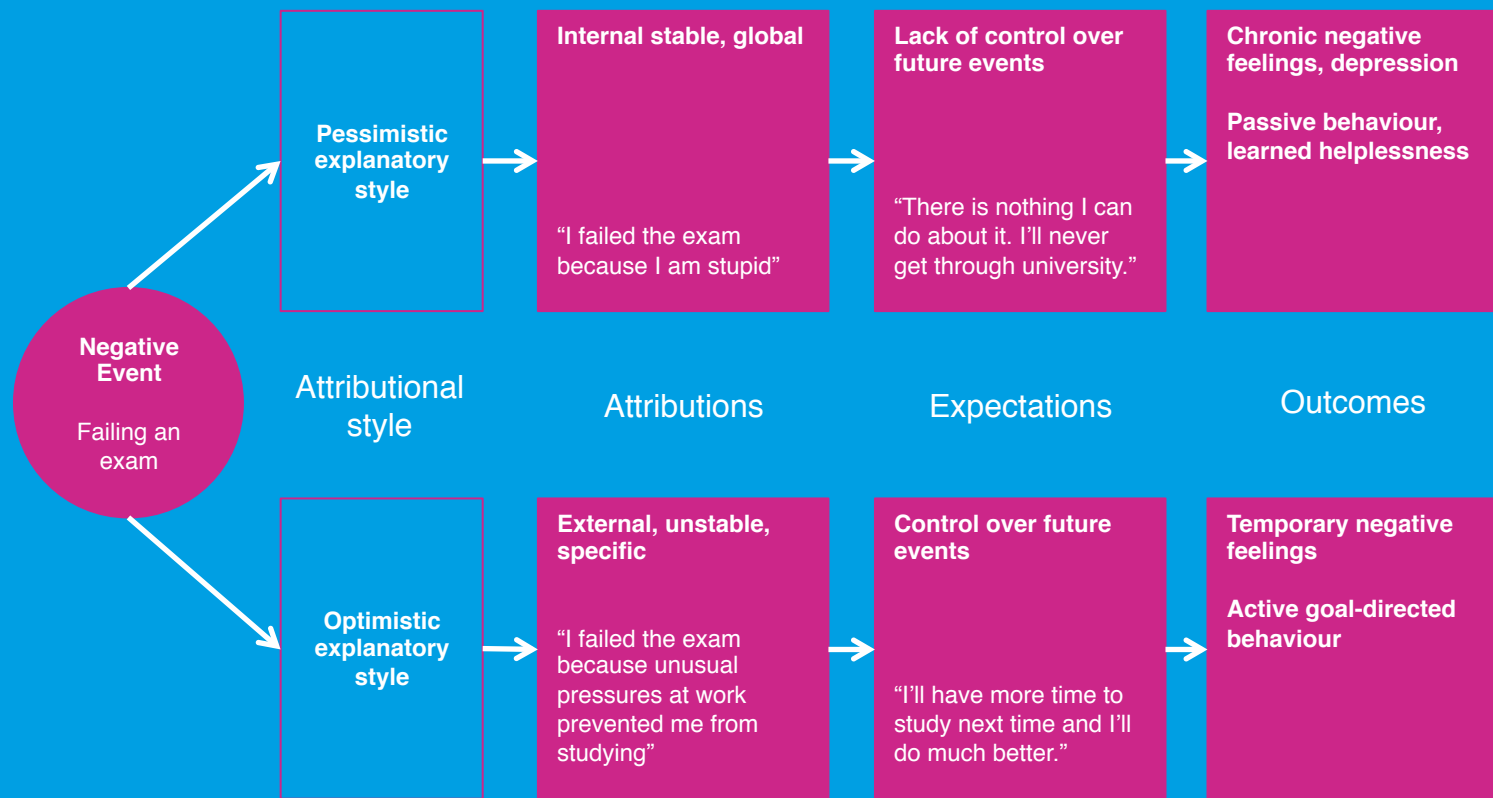 Negative
Event
Failing an
exam
Pessimistic
explanatory
style
Internal stable, global
“I failed the exam
because I am stupid”
Lack of control over
future events
“There is nothing I can
do about it. I’ll never
get through university.”
Chronic negative
feelings, depression
Passive behaviour,
learned helplessness
Attributional
style
Attributions
Expectations
Outcomes
Optimistic
explanatory
style
External, unstable,
specific
“I failed the exam
because unusual
pressures at work
prevented me from
studying”
Control over future
events
“I’ll have more time to
study next time and I’ll
do much better.”
Temporary negative
feelings
Active goal-directed
behaviour